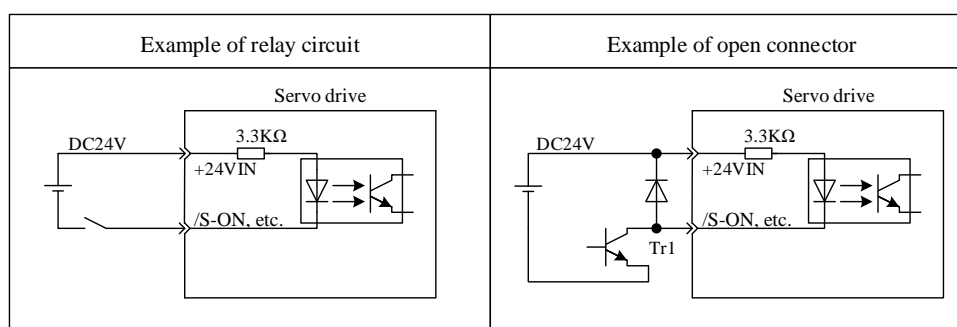 Example of relay circuit
Example of open connector
Servo drive
DC24V
3.3KΩ
+24VIN
/S-ON, etc.
Servo drive
DC24V
3.3KΩ
+24VIN
/S-ON, etc.
Tr1